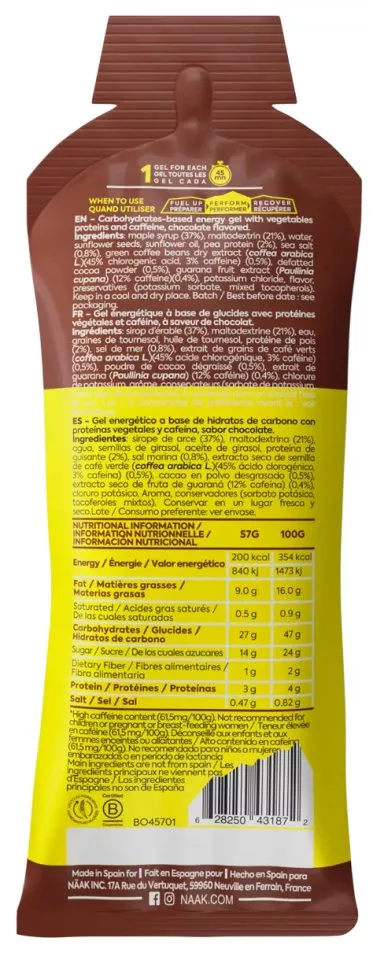 1 GEL FOR EACH
GEL TOUTES LES
GEL CADA
45 min
WHEN TO USE
QUAND UTILISER
FUEL UP
PRÉPARER
PERFORM
PERFORMER
RECOVER
RÉCUPÉRER
EN - Carbohydrates-based energy gel with vegetables
proteins and caffeine, chocolate flavored.
Ingredients: maple syrup (37%), maltodextrin (21%), water,
sunflower seeds, sunflower oil, pea protein (2%), sea salt
(0,8%), green coffee beans dry extract (coffea arabica
L.)(45% chlorogenic acid, 3% caffeine) (0,5%), defatted
cocoa powder (0,5%), guarana fruit extract (Paullinia
cupana) (12% caffeine)(0,4%), potassium chloride, flavor,
preservatives (potassium sorbate, mixed tocopherols).
Keep in a cool and dry place. Batch / Best before date : see
packaging.
FR - Gel énergétique à base de glucides avec protéines
végétales et caféine, à saveur de chocolat.
Ingrédients: sirop d'érable (37%), maltodextrine (21%), eau,
graines de tournesol, huile de tournesol, protéine de pois
(2%), sel de mer (0.8%), extrait de grains de café verts
(coffea arabica L.)(45% acide chlorogénique, 3% caféine)
(0.5%), poudre de cacao dégraissé (0.5%), extrait de
guarana (Paullinia cupana) (12% caféine) (0.4%), chlorure
de potassium, arôme, conservateurs (sorbate de potassium,
ES - Gel energético a base de hidratos de carbono con
proteínas vegetales y cafeína, sabor chocolate.
Ingredientes: sirope de arce (37%), maltodextrina (21%),
agua, semillas de girasol, aceite de girasol, proteína de
guisante (2%), sal marina (0,8%), extracto seco de semilla
de café verde (coffea arabica L.)(45% ácido clorogénico,
3% cafeína) (0,5%), cacao en polvo desgrasado (0,5%),
extracto seco de fruta de guaraná (12% cafeína) (0.4%),
cloruro potásico, Aroma, conservadores (sorbato potásico,
tocoferoles mixtos). Conservar en un lugar fresco y
seco.Lote / Consumo preferente: ver envase.
NUTRITIONAL INFORMATION /
INFORMATION NUTRITIONNELLE /
INFORMACIÓN NUTRICIONAL
57G 100G
Energy / Énergie / Valor energético 200 kcal 354 kcal
840 kj 1473 kj
Fat / Matières grasses /
Materias grasas 9.0 g 16.0 g
Saturated / Acides gras saturés /
De las cuales saturadas 0.5 g 0.9 g
Carbohydrates / Glucides /
Hidratos de carbono 27 g 47 g
Sugar / Sucre / De los cuales azucares 14 g 24 g
Dietary Fiber / Fibres alimentaires /
Fibra alimentaria 1 g 2 g
Protein / Protéines / Proteinas 3 g 4 g
Salt / Sel / Sal 0.47 g 0.82 g
*High caffeine content (61,5mg/100g). Not recommended for
children or pregnant or breast-feeding women / Teneur élevée
en caféine (61,5 mg/100g). Déconseillé aux enfants et aux
femmes enceintes ou allaitantes / Alto contenido en cafeína
(61,5 mg/100g). No recomendado para niños o mujeres
embarazadas o en periodo de lactancia
Main ingredients are not from spain / Les
ingrédients principaux ne viennent pas
d'Espagne / Los ingredientes
principales no son de España
Certified
B
Corporation
BO45701
6 28250 43187 2
Made in Spain for | Fait en Espagne pour | Hecho en Spain para
NÄAK INC. 17A Rue du Vertuquet, 59960 Neuville en Ferrain, France
NAAK.COM